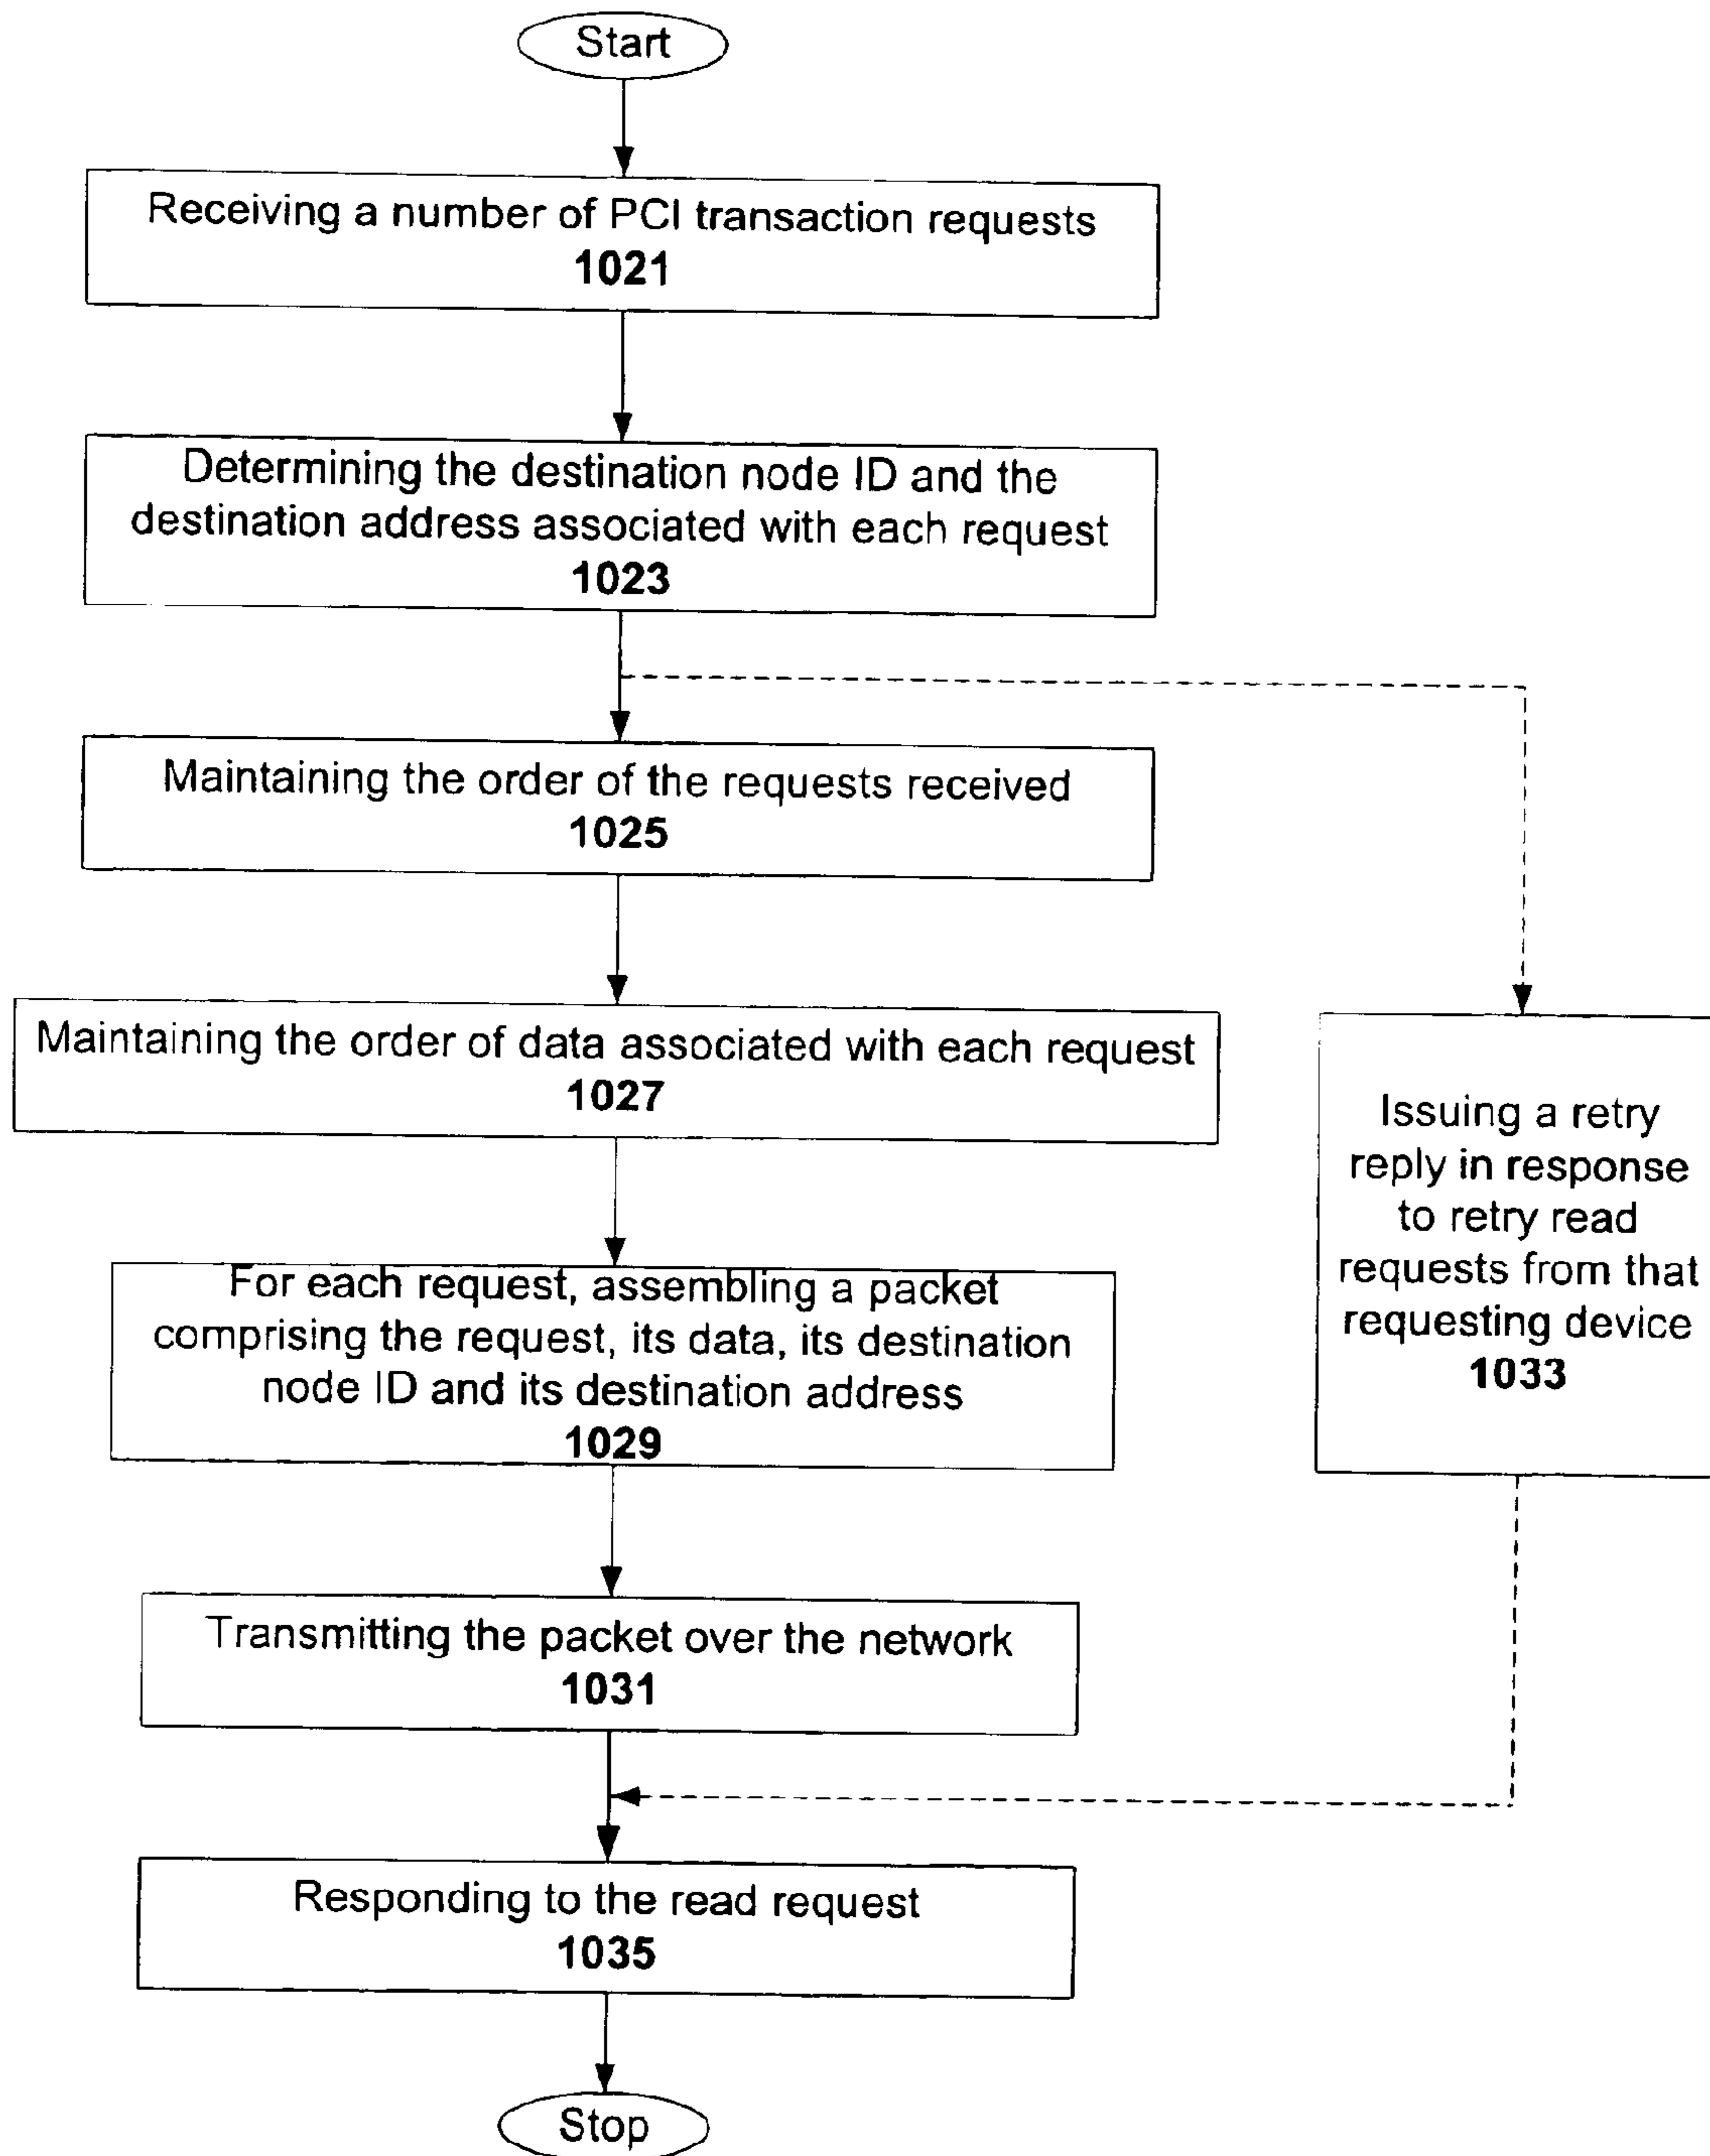 Start
Receiving a number of PCI transaction requests
1021
Determining the destination node ID and the
destination address associated with each request
1023
Maintaining the order of the requests received
1025
Maintaining the order of data associated with each request
1027
For each request, assembling a packet
comprising the request, its data, its destination
node ID and its destination address
1029
Transmitting the packet over the network
1031
Issuing a retry
reply in response
to retry read
requests from that
requesting device
1033
Responding to the read request
1035
Stop